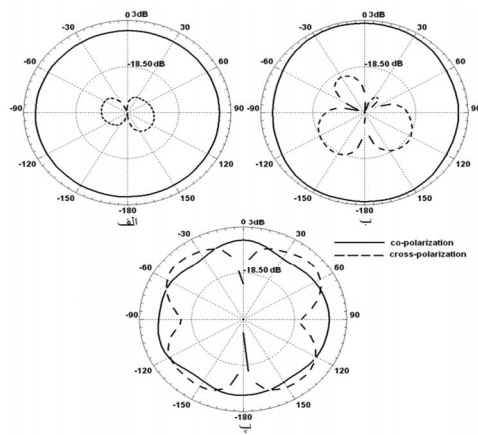 0 3dB
-30 30
-60 60
-18.50 dB
-90 90
-120 120
-150 150
-180
الف
0 3dB
-30 30
-60 60
-18.50 dB
-90 90
-120 120
-150 150
-180
ب
0 3dB
-30 30
-60 60
-18.50 dB
-90 90
-120 120
-150 150
-180
پ
co-polarization
cross-polarization